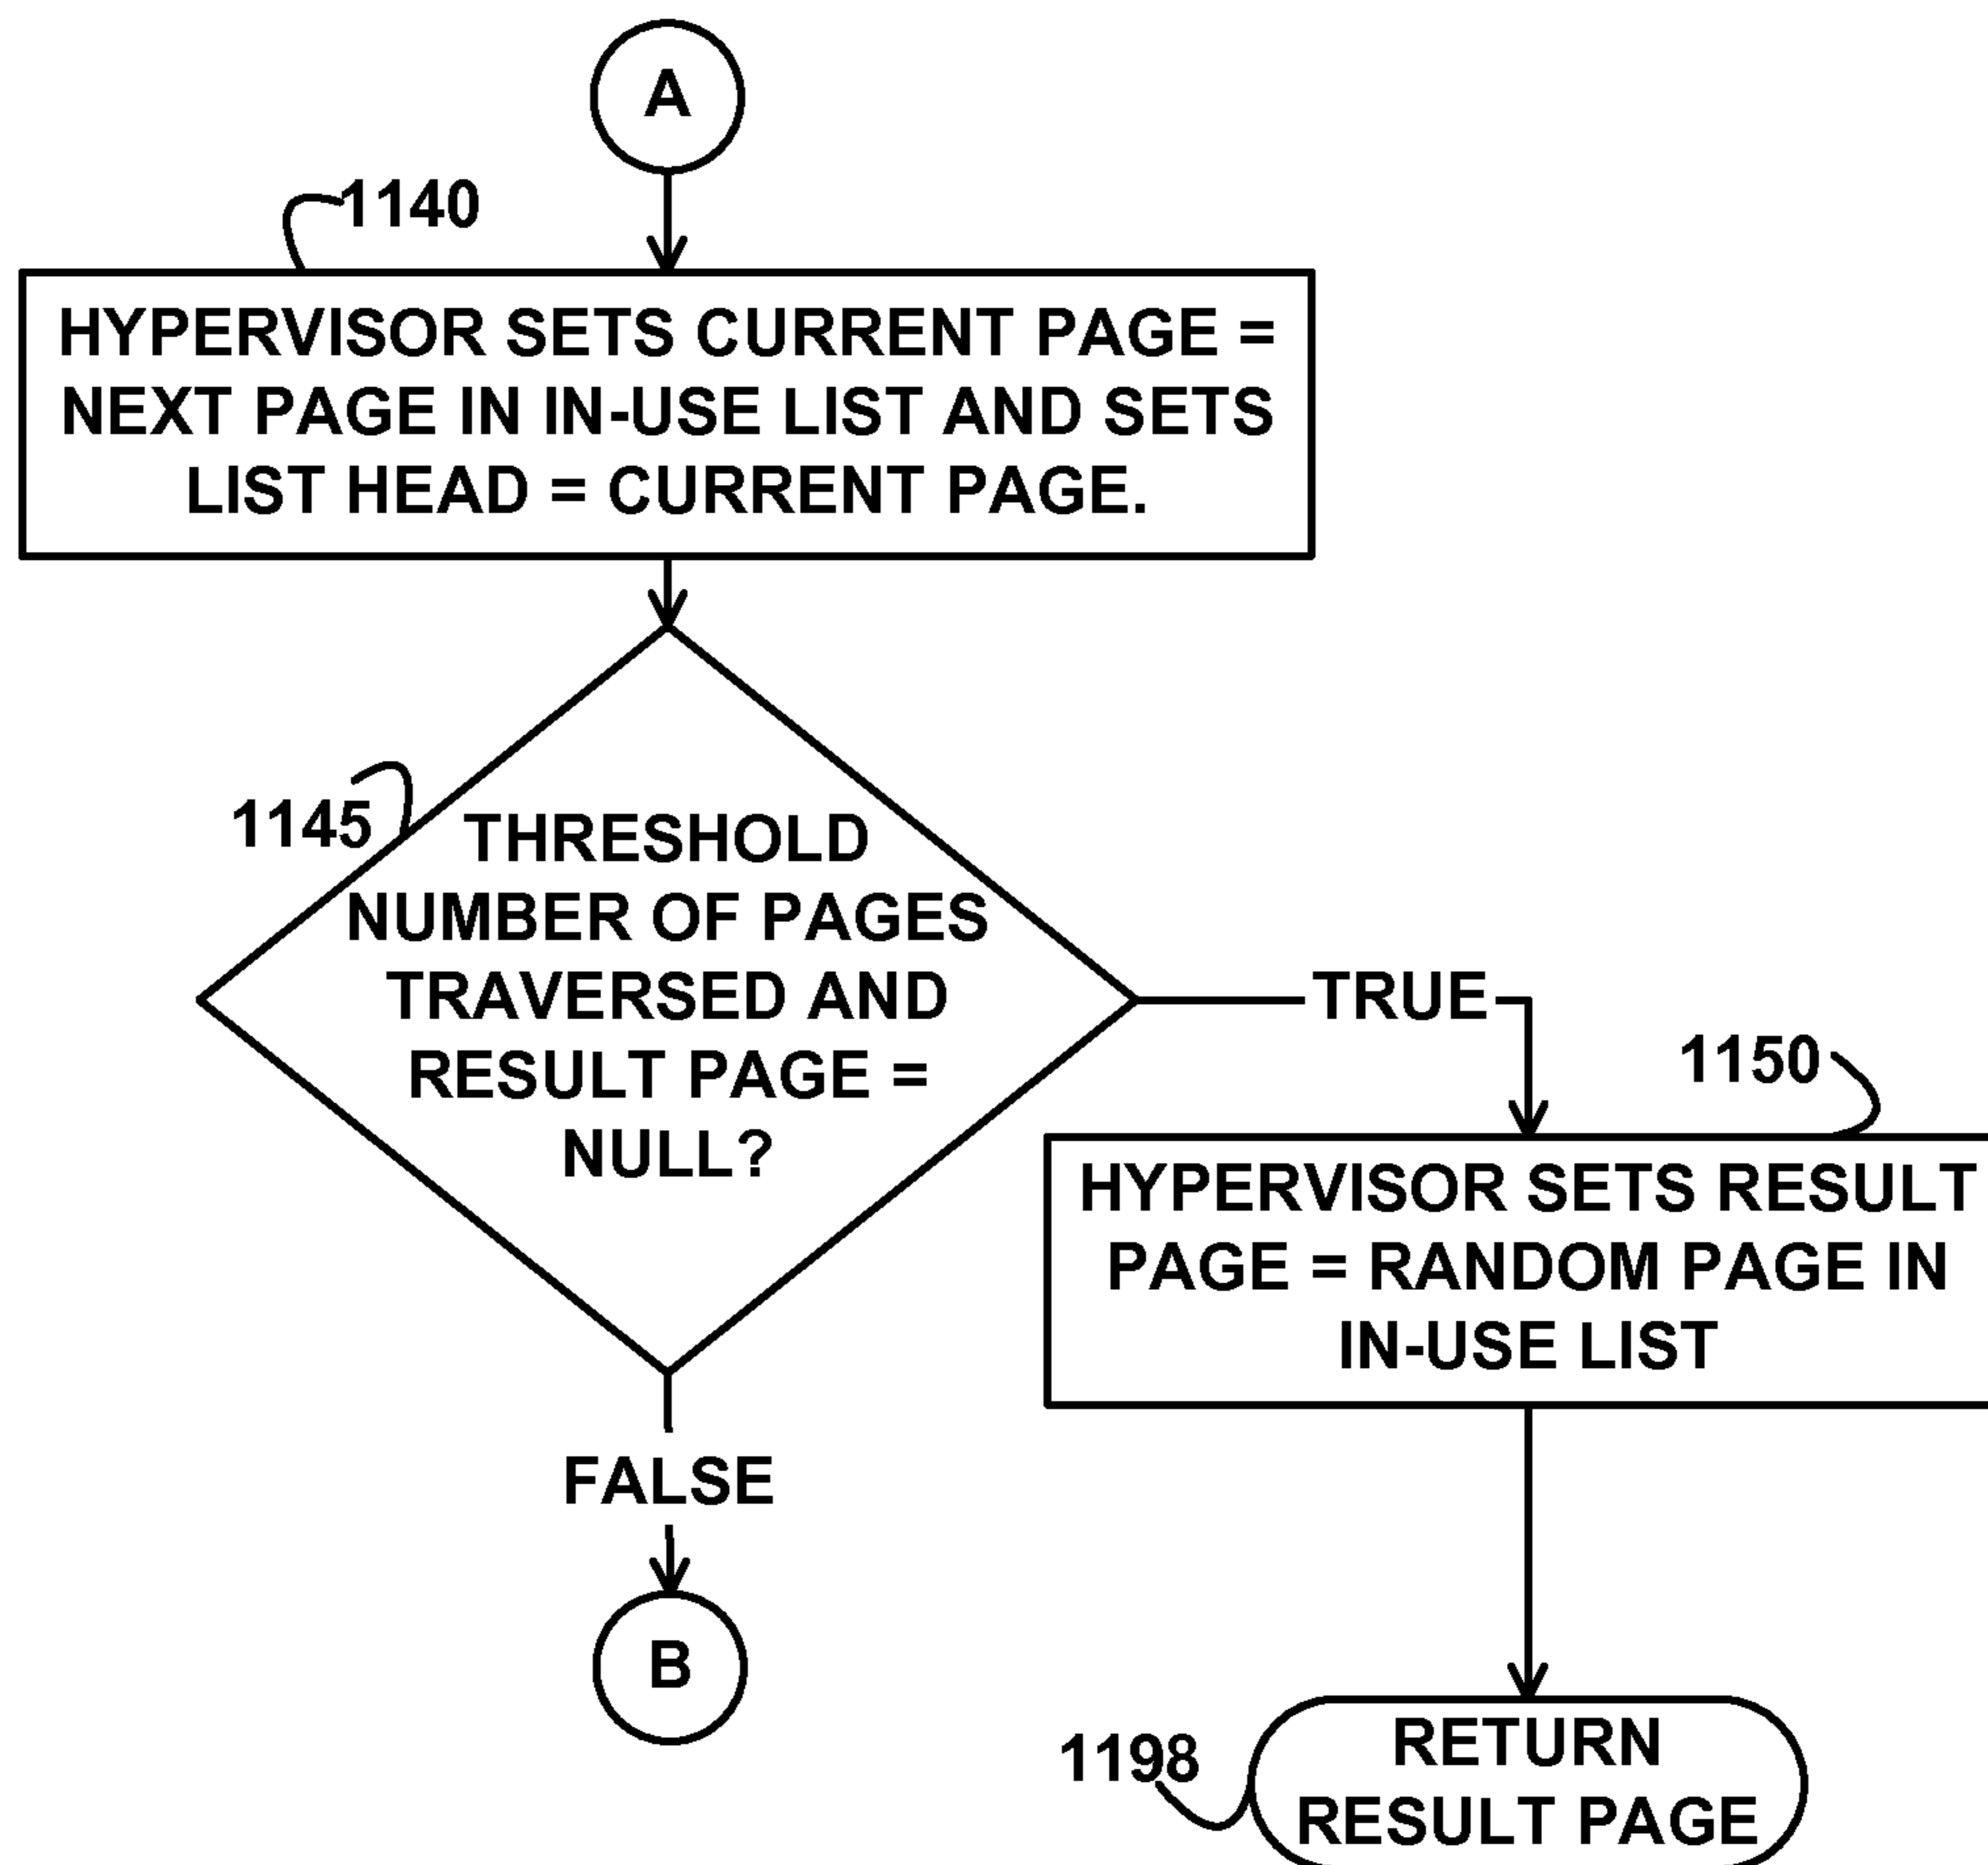 A
1140
HYPERVISOR SETS CURRENT PAGE =
NEXT PAGE IN IN-USE LIST AND SETS
LIST HEAD = CURRENT PAGE.
1145
THRESHOLD
NUMBER OF PAGES
TRAVERSED AND
RESULT PAGE =
NULL?
TRUE
1150
HYPERVISOR SETS RESULT
PAGE = RANDOM PAGE IN
IN-USE LIST
FALSE
B
1198
RETURN
RESULT PAGE